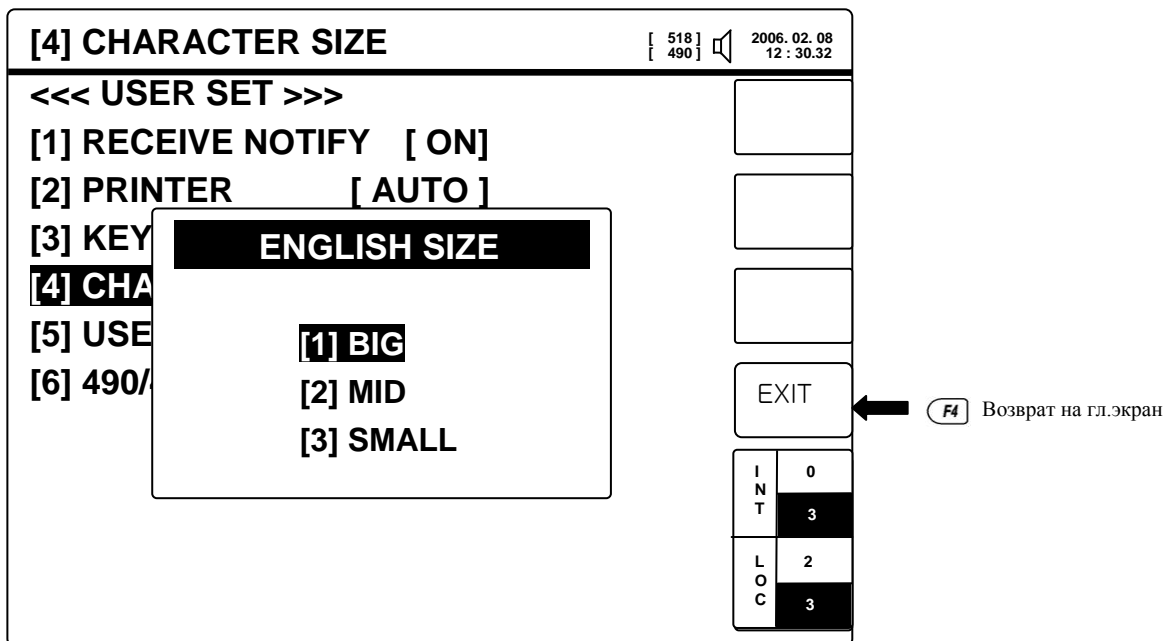 [4] CHARACTER SIZE
[ 518 ]
[ 490 ]
2006. 02. 08
12 : 30.32
<<< USER SET >>>
[1] RECEIVE NOTIFY [ ON]
[2] PRINTER [ AUTO ]
[3] KEY
[4] CHA
[5] USE
[6] 490/
ENGLISH SIZE
[1] BIG
[2] MID
[3] SMALL
EXIT
F4 Возврат на гл.экран
INT
0
3
LOC
2
3